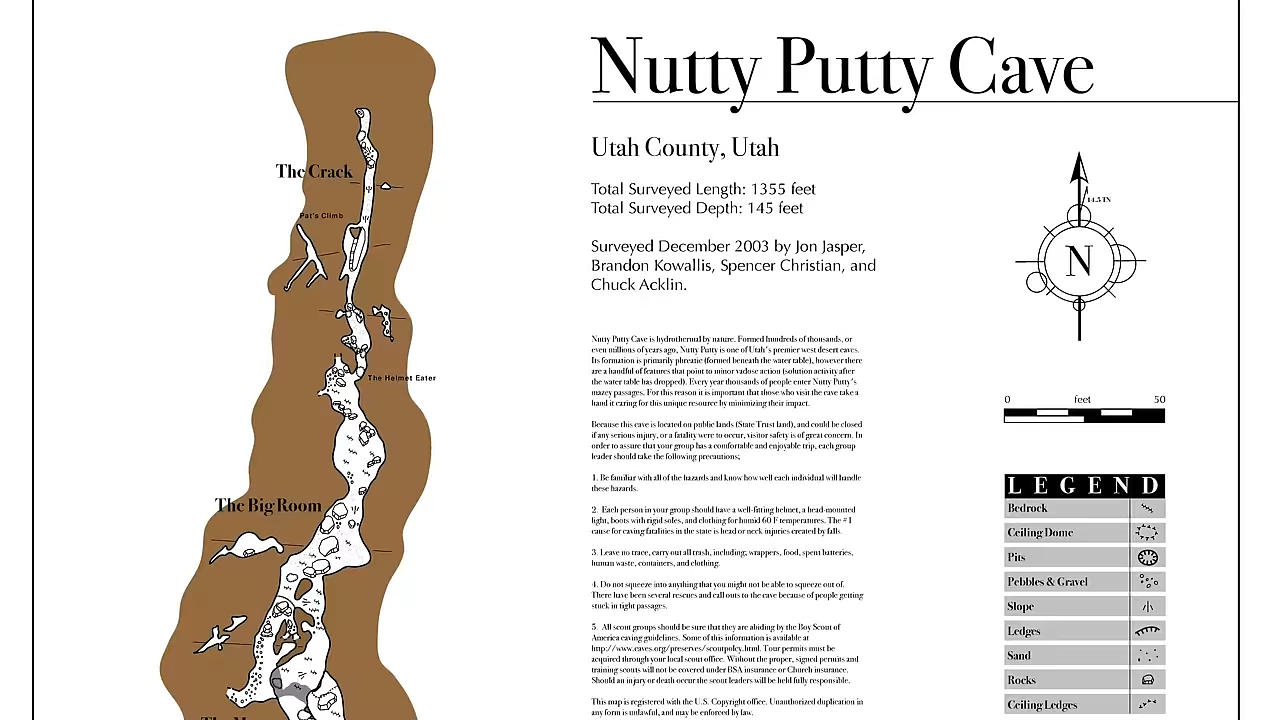 Nutty Putty Cave
Utah County, Utah
Total Surveyed Length: 1355 feet
Total Surveyed Depth: 145 feet
Surveyed December 2003 by Jon Jasper,
Brandon Kowallis, Spencer Christian, and
Chuck Acklin.
Nutty Putty Cave is hydrothermal by nature. Formed hundreds of thousands, or
even millions of years ago, Nutty Putty is one of Utah's premier west desert caves.
Its formation is primarily phreatic (formed beneath the water table), however there
are a handful of features that point to minor vadose action (solution activity after
the water table has dropped). Every year thousands of people enter Nutty Putty's
mazey passages. For this reason it is important that those who visit the cave take a
hand it caring for this unique resource by minimizing their impact.
Because this cave is located on public lands (State Trust land), and could be closed
if any serious injury, or a fatality were to occur, visitor safety is of great concern. In
order to assure that your group has a comfortable and enjoyable trip, each group
leader should take the following precautions;
1. Be familiar with all of the hazards and know how well each individual will handle
these hazards.
2. Each person in your group should have a well-fitting helmet, a head-mounted
light, boots with rigid soles, and clothing for humid 60 F temperatures. The #1
cause for caving fatalities in the state is head or neck injuries created by falls.
3. Leave no trace, carry out all trash, including; wrappers, food, spent batteries,
human waste, containers, and clothing.
4. Do not squeeze into anything that you might not be able to squeeze out of.
There have been several rescues and call outs to the cave because of people getting
stuck in tight passages.
5. All scout groups should be sure that they are abiding by the Boy Scout of
America caving guidelines. Some of this information is available at
http://www.caves.org/preserves/scoutpolcy.html. Tour permits must be
acquired through your local scout office. Without the proper, signed permits and
training scouts will not be covered under BSA insurance or Church insurance.
Should an injury or death occur the scout leaders will be held fully responsible.
This map is registered with the U.S. Copyright office. Unauthorized duplication in
any form is unlawful, and may be enforced by law.
The Crack
Pat's Climb
The Helmet Eater
The Big Room
14.5 TN
N
0 feet 50
LEGEND
Bedrock
Ceiling Dome
Pits
Pebbles & Gravel
Slope
Ledges
Sand
Rocks
Ceiling Ledges